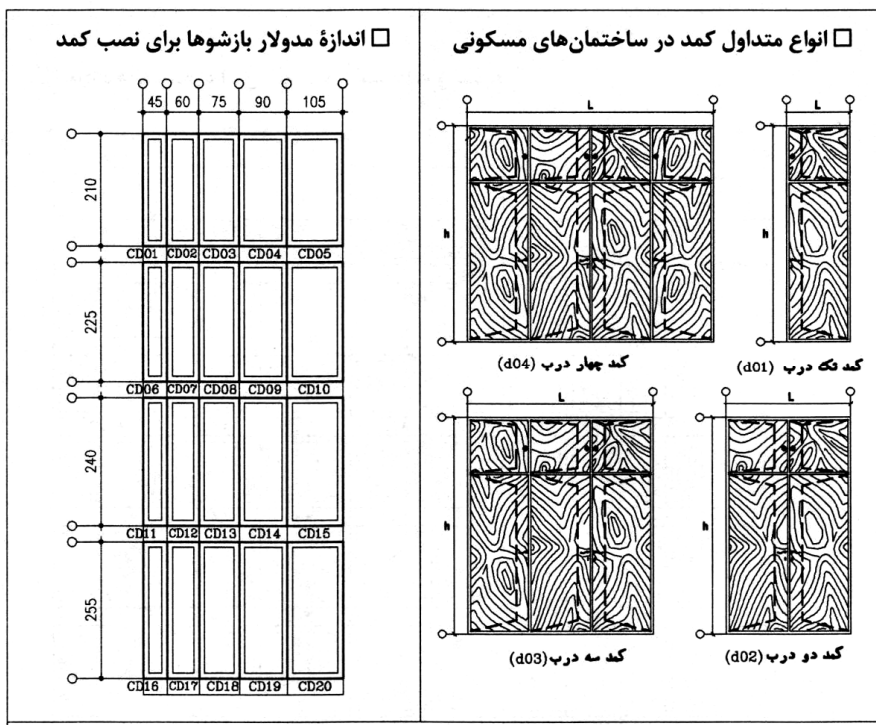 □ انواع متداول کمد در ساختمان‌های مسکونی
L
L
h
h
کمد تک درب (d01)
کمد چهار درب (d04)
L
L
h
h
کمد دو درب (d02)
کمد سه درب (d03)
□ اندازهٔ مدولار بازشوها برای نصب کمد
45 60 75 90 105
210
CD01 CD02 CD03 CD04 CD05
225
CD06 CD07 CD08 CD09 CD10
240
CD11 CD12 CD13 CD14 CD15
255
CD16 CD17 CD18 CD19 CD20